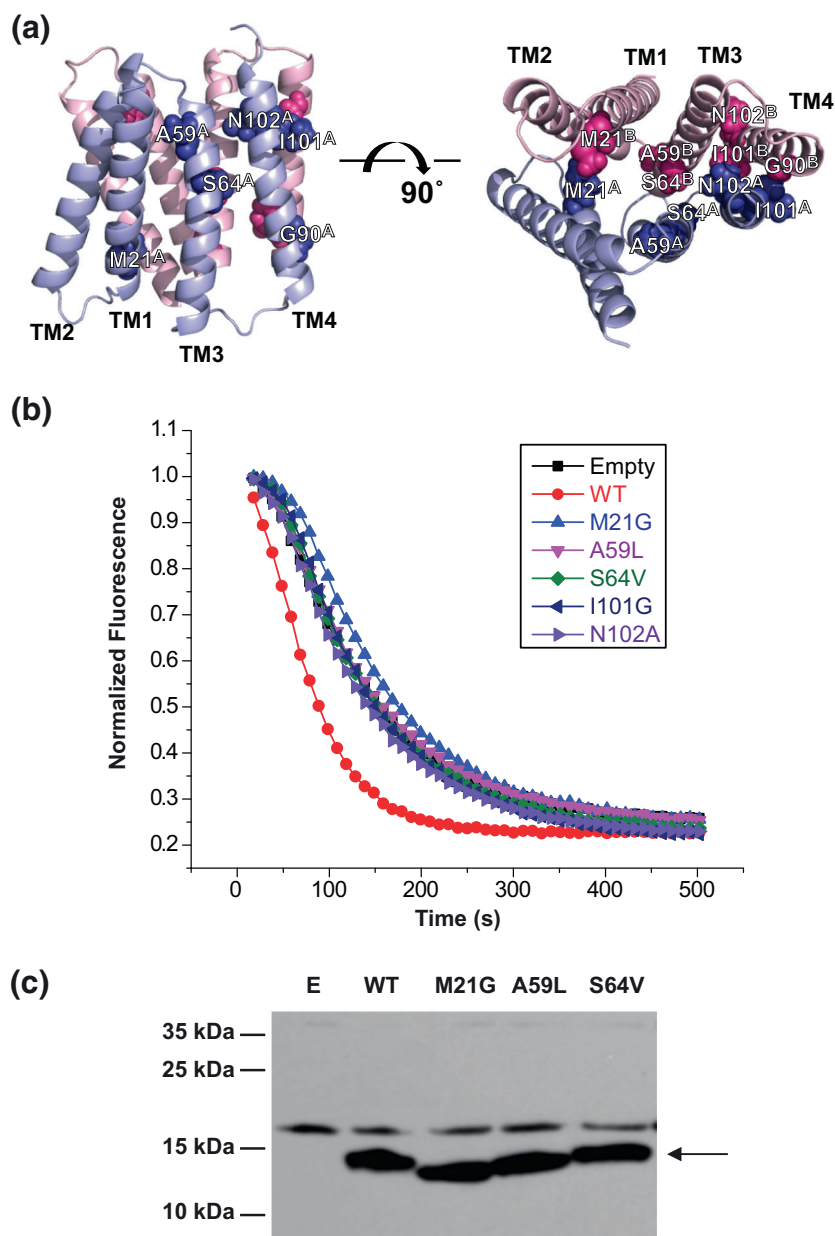 (a)
TM2
TM1
TM3
TM4
N102A
A59A
I101A
S64A
G90A
M21A
TM2
TM1
TM3
TM4
90°
M21B
N102B
A59B
I101B
G90B
S64B
N102A
M21A
S64A
I101A
A59A
(b)
Normalized Fluorescence
1.1
1.0
0.9
0.8
0.7
0.6
0.5
0.4
0.3
0.2
0
100
200
300
400
500
Time (s)
Empty
WT
M21G
A59L
S64V
I101G
N102A
(c)
E WT M21G A59L S64V
35 kDa
25 kDa
15 kDa
10 kDa